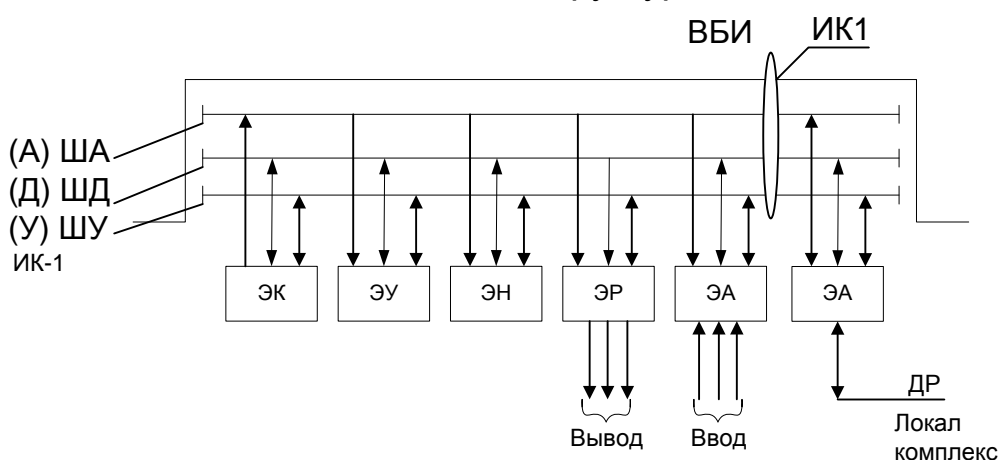 ВБИ
ИК1
(А) ША
(Д) ШД
(У) ШУ
ИК-1
ЭК
ЭУ
ЭН
ЭР
ЭА
ЭА
ДР
Вывод
Ввод
Локал
комплекс